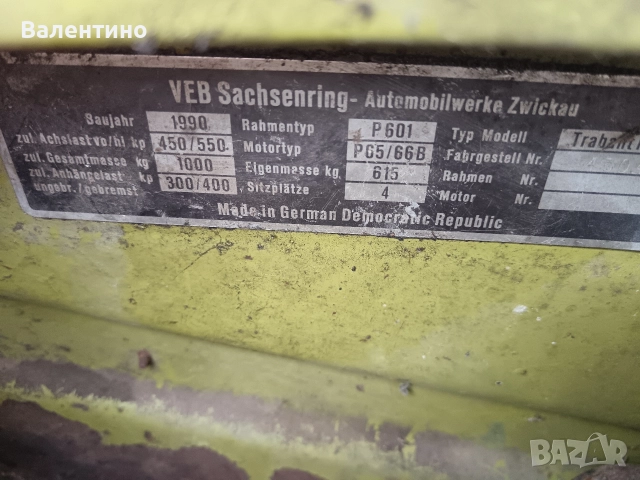 Валентино
VEB Sachsenring - Automobilwerke Zwickau
Baujahr 1990 Rahmentyp P601 Typ Modell Trabant
zul. Achslast vo/hi kp 450/550 Motortyp P65/66B Fahrgestell Nr.
zul. Gesamtmasse kg 1000 Eigenmasse kg 615 Rahmen Nr.
zul. Anhängelast kp 300/400 Sitzplätze 4 Motor Nr.
ungebr./gebremst
Made in German Democratic Republic
BAZAR